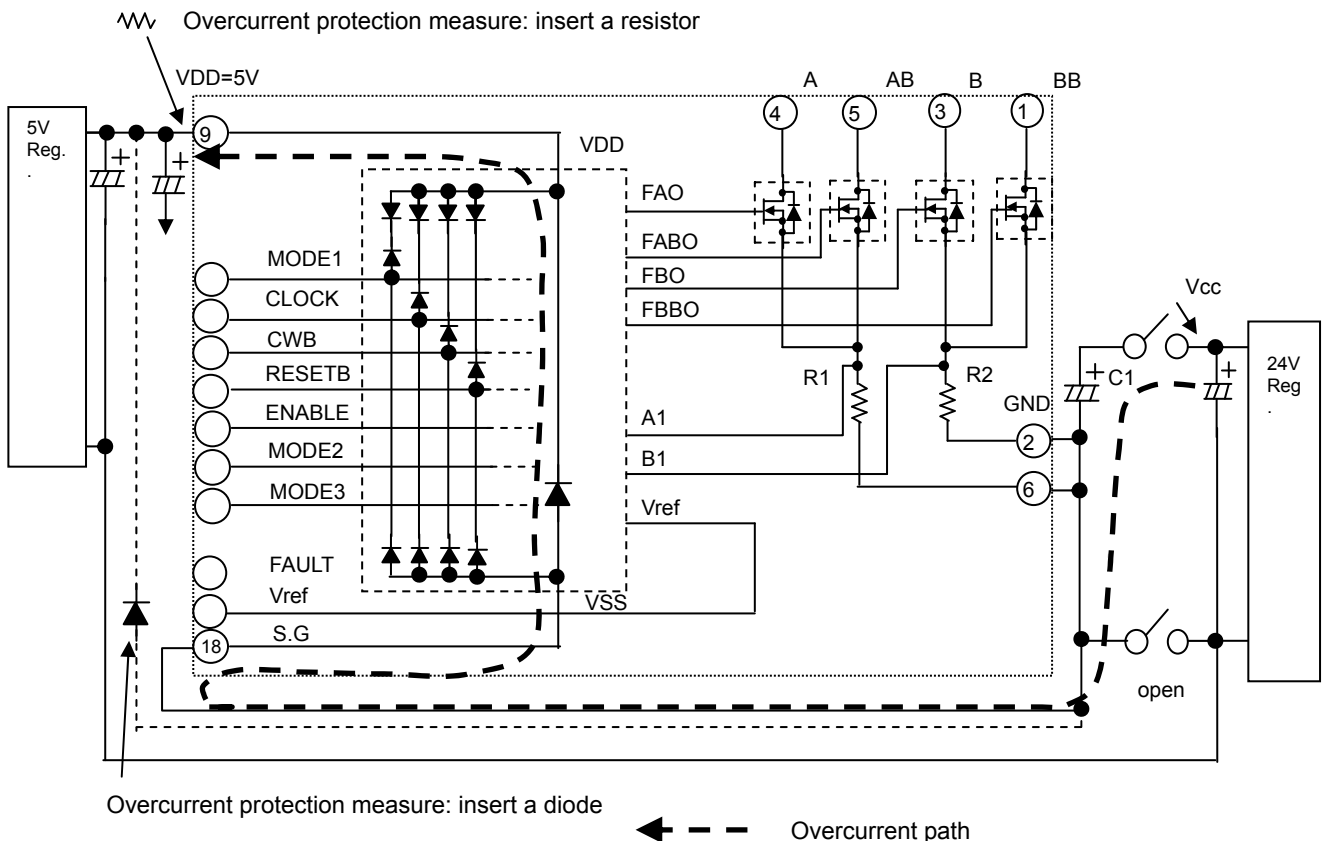 Overcurrent protection measure: insert a resistor
VDD=5V
A
AB
B
BB
4
5
3
1
5V
Reg.
.
9
VDD
+
+
FAO
FABO
FBO
FBBO
MODE1
CLOCK
CWB
RESETB
ENABLE
MODE2
MODE3
FAULT
Vref
S.G
18
VSS
A1
B1
Vref
R1
R2
GND
2
6
Vcc
+
C1
+
24V
Reg
.
open
Overcurrent protection measure: insert a diode
Overcurrent path